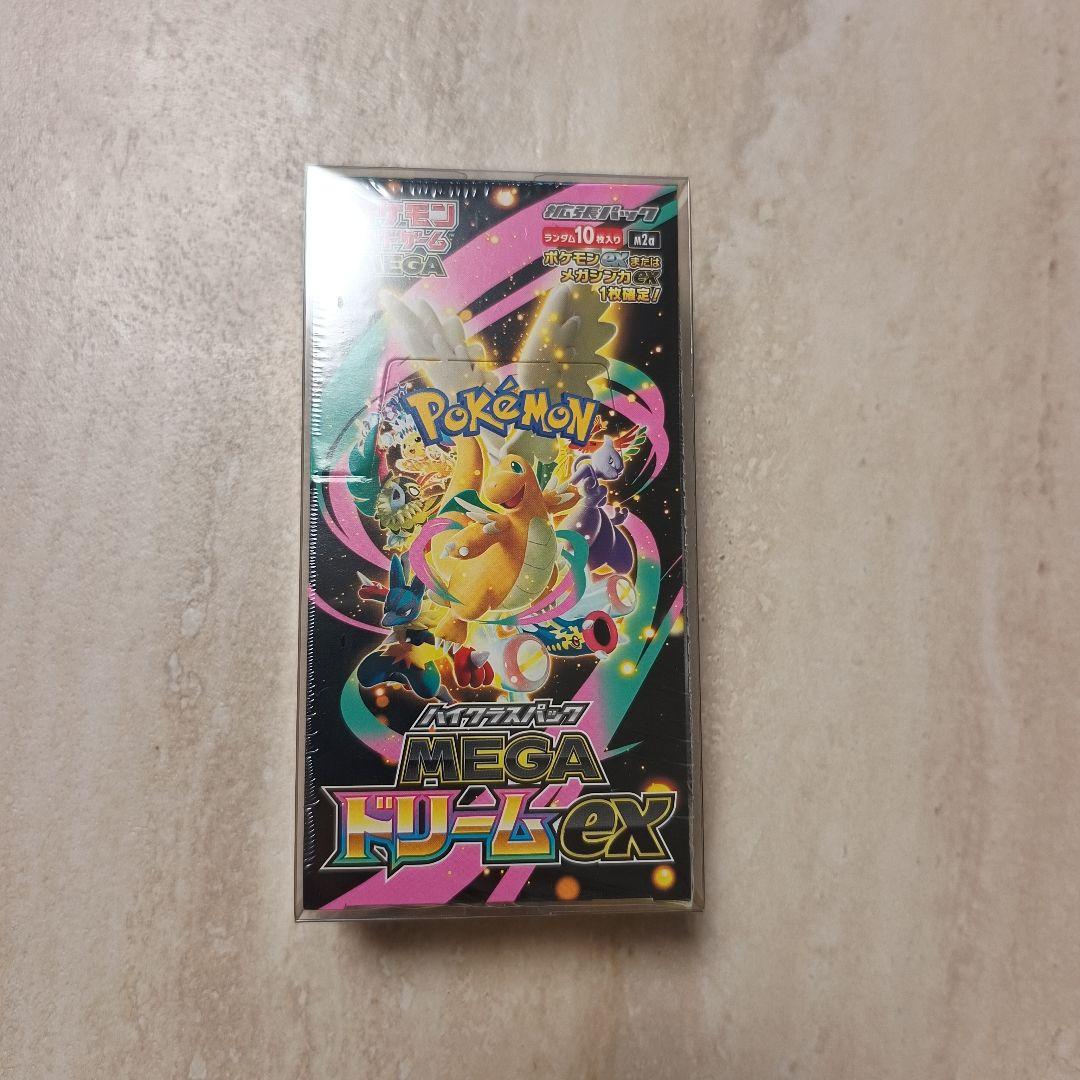 ポケモン
カードゲーム
MEGA
拡張パック
ランダム10枚入り
M2a
ポケモンexまたは
メガシンカex
1枚確定!
POKéMON
ハイクラスパック
MEGA
ドリームex